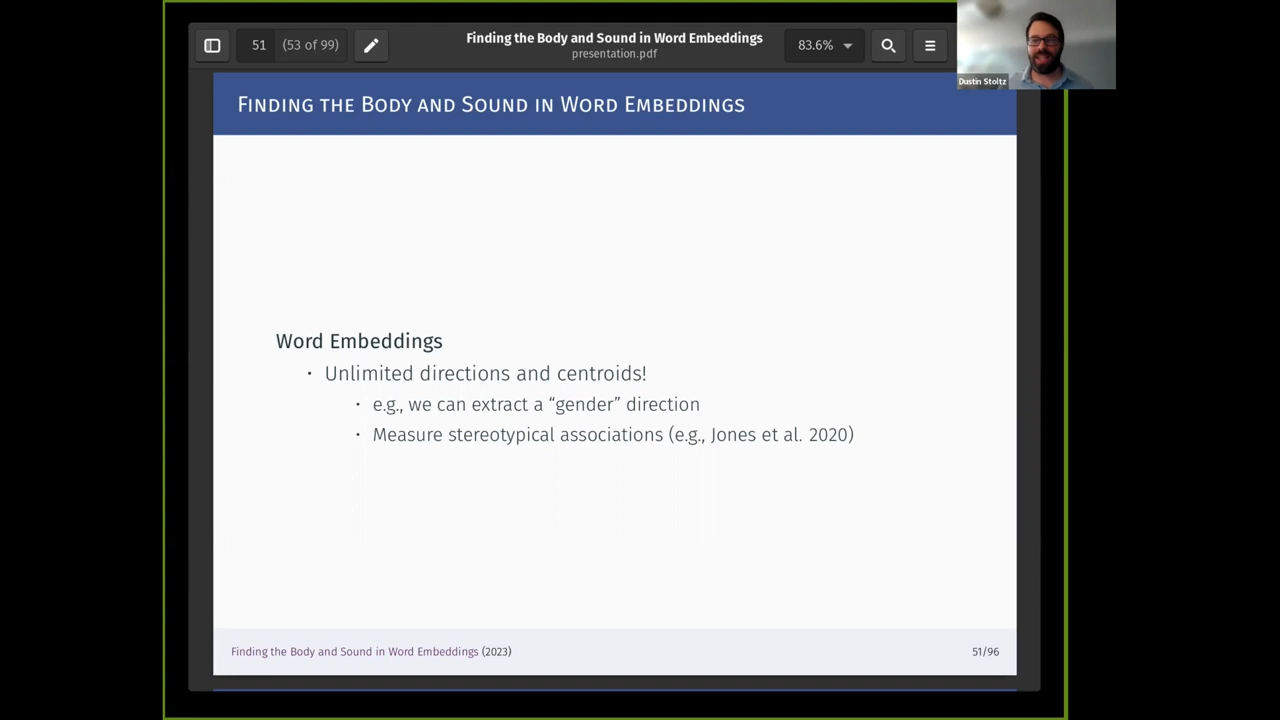 51 (53 of 99)
Finding the Body and Sound in Word Embeddings
presentation.pdf
83.6%
Dustin Stoltz
Finding the Body and Sound in Word Embeddings
Word Embeddings
· Unlimited directions and centroids!
· e.g., we can extract a “gender” direction
· Measure stereotypical associations (e.g., Jones et al. 2020)
Finding the Body and Sound in Word Embeddings (2023)
51/96